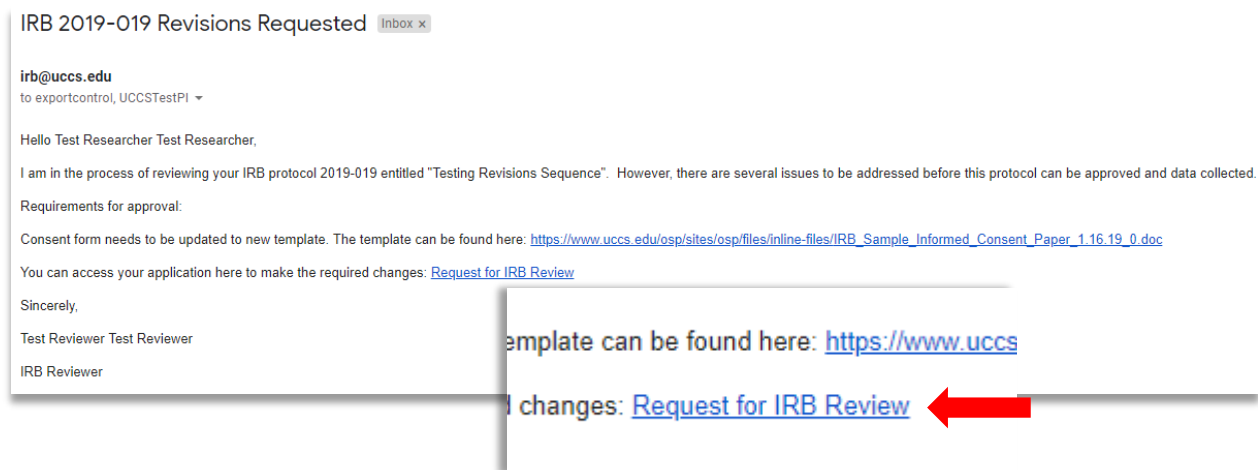 IRB 2019-019 Revisions Requested Inbox x
irb@uccs.edu
to exportcontrol, UCCSTestPI
Hello Test Researcher Test Researcher,
I am in the process of reviewing your IRB protocol 2019-019 entitled "Testing Revisions Sequence".  However, there are several issues to be addressed before this protocol can be approved and data collected.
Requirements for approval:
Consent form needs to be updated to new template. The template can be found here: https://www.uccs.edu/osp/sites/osp/files/inline-files/IRB_Sample_Informed_Consent_Paper_1.16.19_0.doc
You can access your application here to make the required changes: Request for IRB Review
Sincerely,
Test Reviewer Test Reviewer
IRB Reviewer
emplate can be found here: https://www.uccs
changes: Request for IRB Review